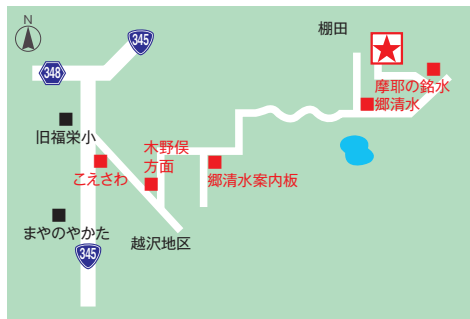 N
345
棚田
348
摩耶の銘水
郷清水
旧福栄小
木野俣
方面
こえさわ
郷清水案内板
まやのやかた
越沢地区
345